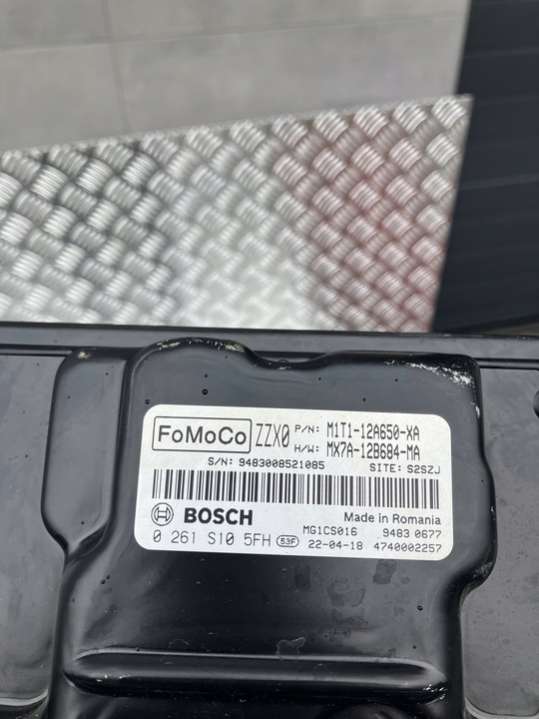 FoMoCo ZZX0 P/N: M1T1-12A650-XA
H/W: MX7A-12B684-MA
S/N: 9483008521085 SITE: S2SZJ
BOSCH Made in Romania
MG1CS016 9483 0677
0 261 S10 5FH 53F 22-04-18 4740002257